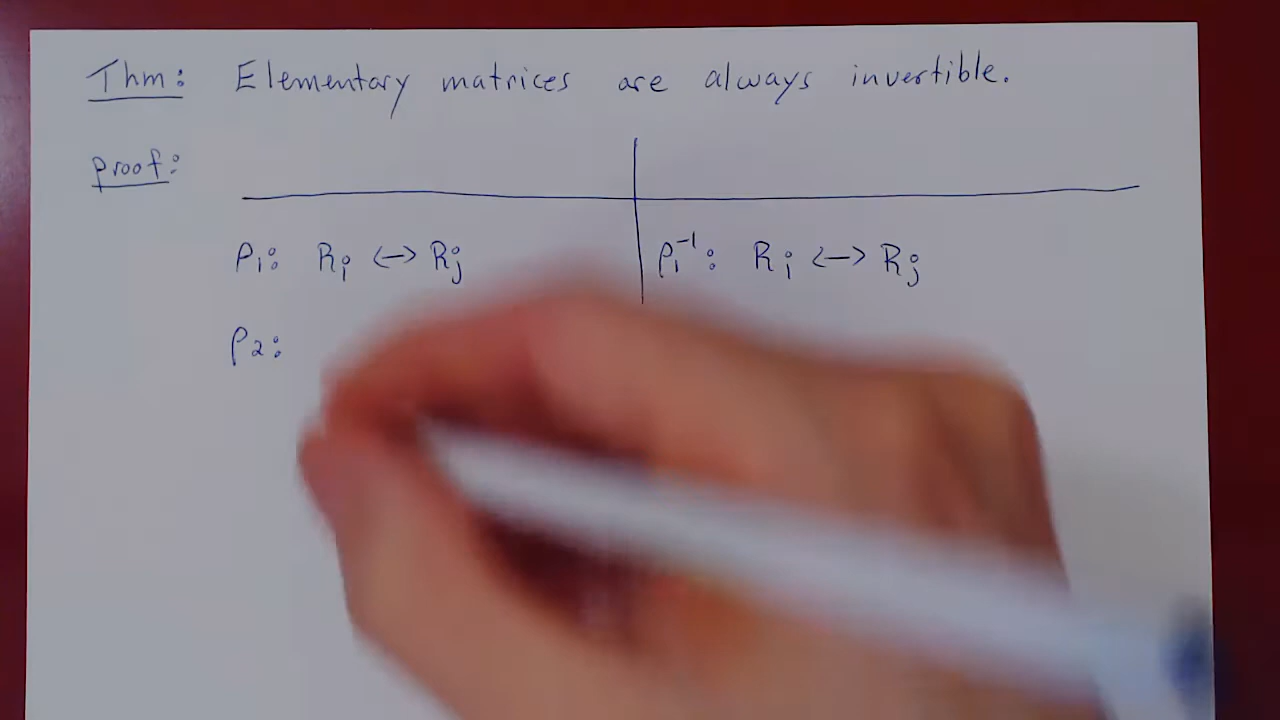 Thm: Elementary matrices are always invertible.
proof:
ρ₁: Rᵢ <-> Rⱼ ρ₁⁻¹: Rᵢ <-> Rⱼ
ρ₂: